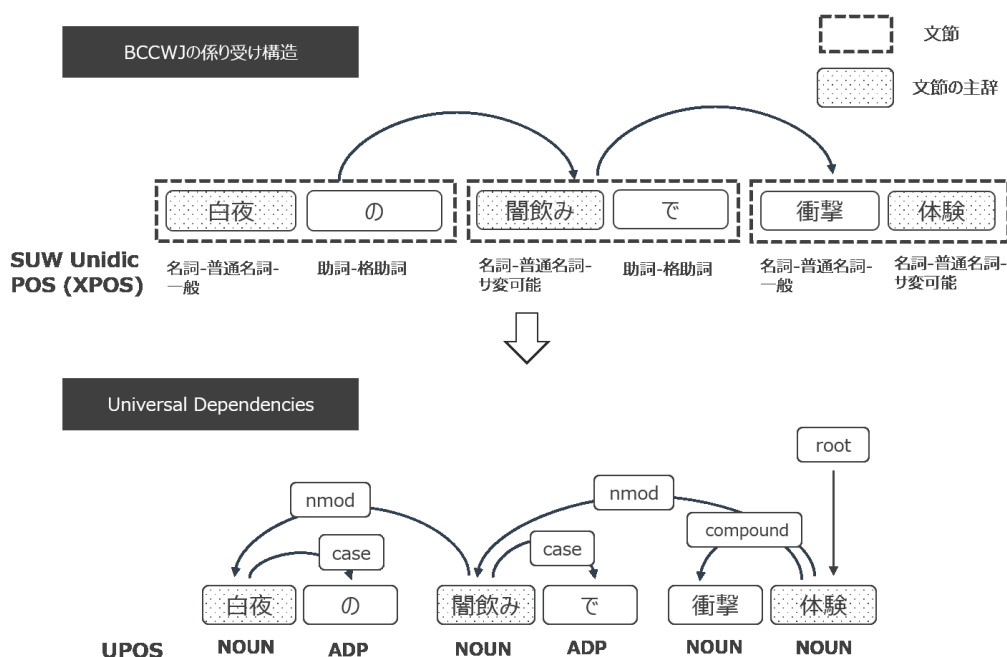 BCCWJの係り受け構造
文節
文節の主辞
白夜
の
闇飲み
で
衝撃
体験
SUW Unidic
POS (XPOS)
名詞-普通名詞-
一般
助詞-格助詞
名詞-普通名詞-
サ変可能
助詞-格助詞
名詞-普通名詞-
一般
名詞-普通名詞-
サ変可能
Universal Dependencies
root
nmod
nmod
compound
case
case
白夜
の
闇飲み
で
衝撃
体験
UPOS
NOUN
ADP
NOUN
ADP
NOUN
NOUN